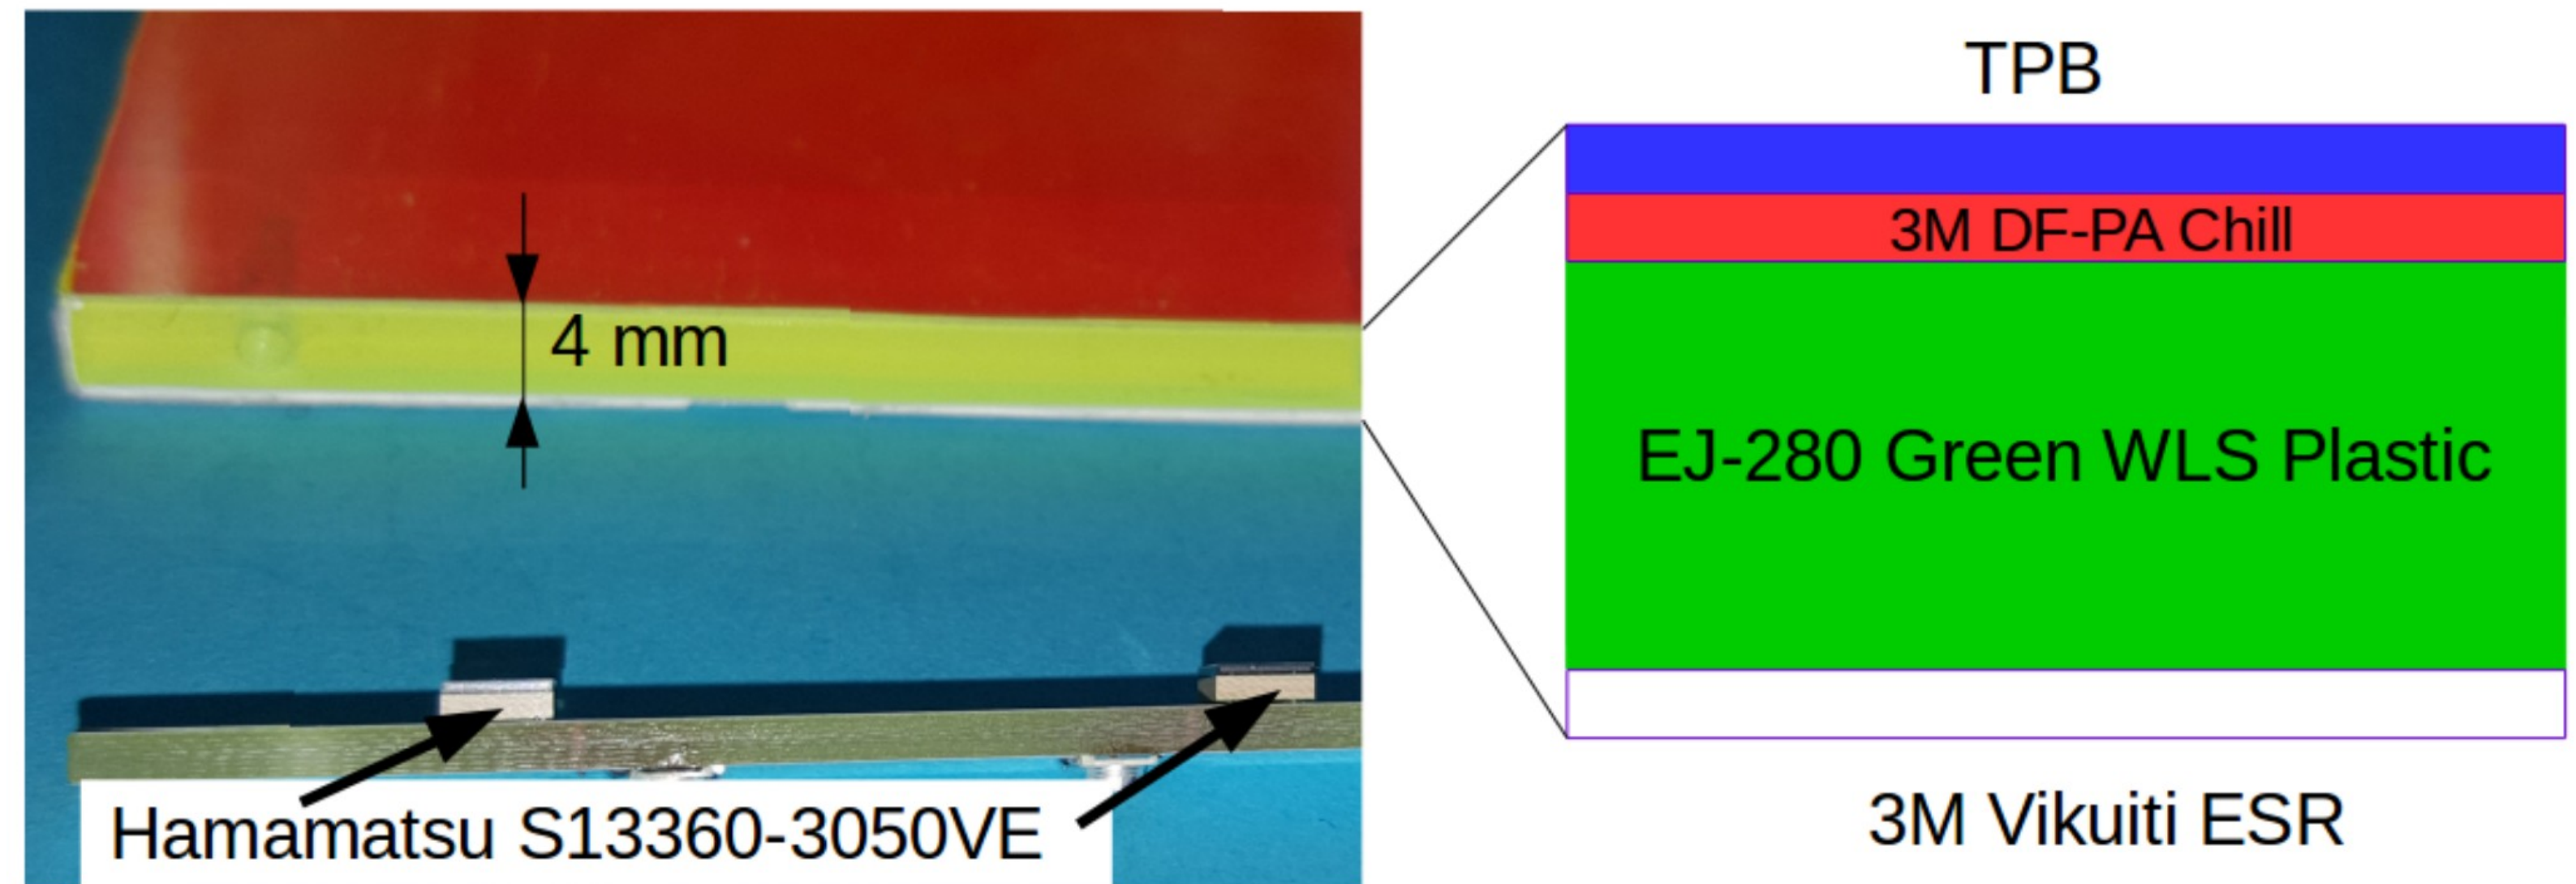 TPB
3M DF-PA Chill
4 mm
EJ-280 Green WLS Plastic
Hamamatsu S13360-3050VE
3M Vikuiti ESR